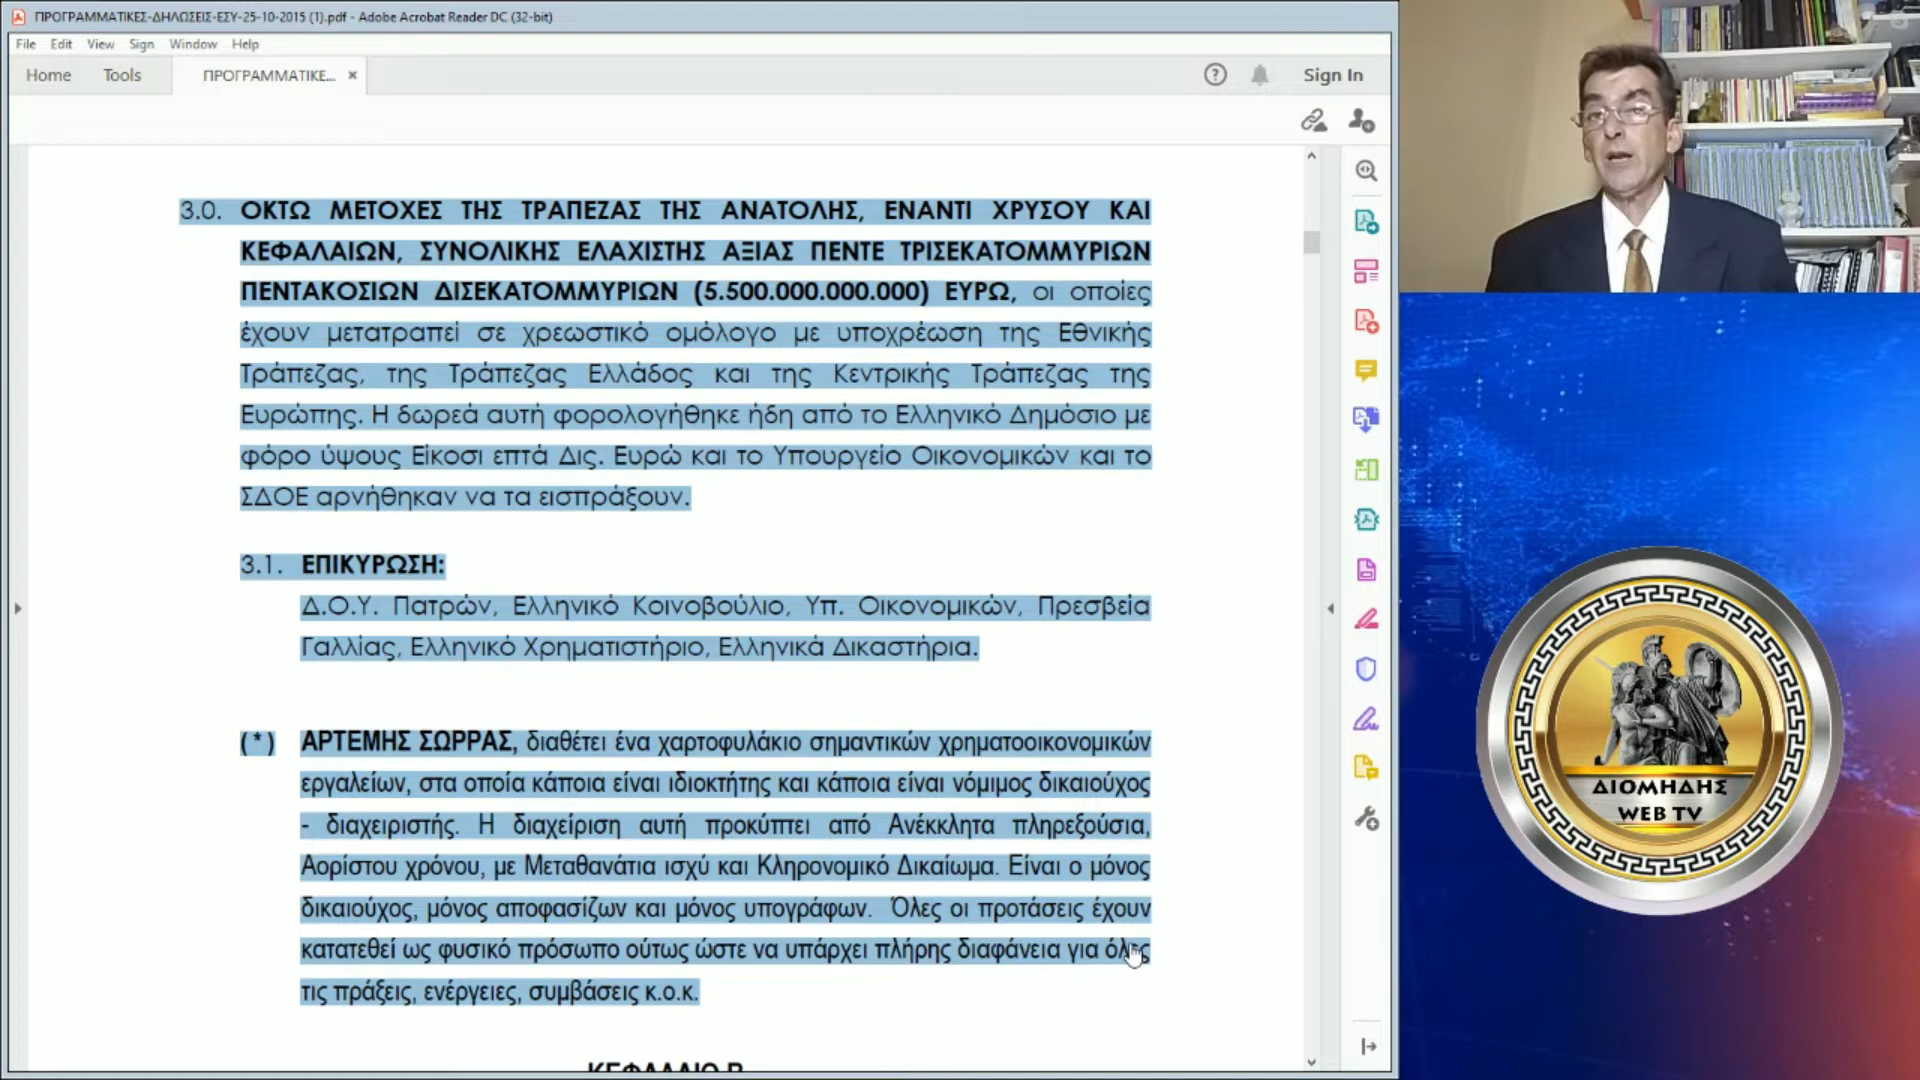 ΠΡΟΓΡΑΜΜΑΤΙΚΕΣ-ΔΗΛΩΣΕΙΣ-ΕΣΥ-25-10-2015 (1).pdf - Adobe Acrobat Reader DC (32-bit)
File Edit View Sign Window Help
Home Tools ΠΡΟΓΡΑΜΜΑΤΙΚΕ... × Sign In
3.0. ΟΚΤΩ ΜΕΤΟΧΕΣ ΤΗΣ ΤΡΑΠΕΖΑΣ ΤΗΣ ΑΝΑΤΟΛΗΣ, ΕΝΑΝΤΙ ΧΡΥΣΟΥ ΚΑΙ
ΚΕΦΑΛΑΙΩΝ, ΣΥΝΟΛΙΚΗΣ ΕΛΑΧΙΣΤΗΣ ΑΞΙΑΣ ΠΕΝΤΕ ΤΡΙΣΕΚΑΤΟΜΜΥΡΙΩΝ
ΠΕΝΤΑΚΟΣΙΩΝ ΔΙΣΕΚΑΤΟΜΜΥΡΙΩΝ (5.500.000.000.000) ΕΥΡΩ, οι οποίες
έχουν μετατραπεί σε χρεωστικό ομόλογο με υποχρέωση της Εθνικής
Τράπεζας, της Τράπεζας Ελλάδος και της Κεντρικής Τράπεζας της
Ευρώπης. Η δωρεά αυτή φορολογήθηκε ήδη από το Ελληνικό Δημόσιο με
φόρο ύψους Είκοσι επτά Δις. Ευρώ και το Υπουργείο Οικονομικών και το
ΣΔΟΕ αρνήθηκαν να τα εισπράξουν.
3.1. ΕΠΙΚΥΡΩΣΗ:
Δ.Ο.Υ. Πατρών, Ελληνικό Κοινοβούλιο, Υπ. Οικονομικών, Πρεσβεία
Γαλλίας, Ελληνικό Χρηματιστήριο, Ελληνικά Δικαστήρια.
(*) ΑΡΤΕΜΗΣ ΣΩΡΡΑΣ, διαθέτει ένα χαρτοφυλάκιο σημαντικών χρηματοοικονομικών
εργαλείων, στα οποία κάποια είναι ιδιοκτήτης και κάποια είναι νόμιμος δικαιούχος
- διαχειριστής. Η διαχείριση αυτή προκύπτει από Ανέκκλητα πληρεξούσια,
Αορίστου χρόνου, με Μεταθανάτια ισχύ και Κληρονομικό Δικαίωμα. Είναι ο μόνος
δικαιούχος, μόνος αποφασίζων και μόνος υπογράφων. Όλες οι προτάσεις έχουν
κατατεθεί ως φυσικό πρόσωπο ούτως ώστε να υπάρχει πλήρης διαφάνεια για όλες
τις πράξεις, ενέργειες, συμβάσεις κ.ο.κ.
ΚΕΦΑΛΑΙΟ Β
ΔΙΟΜΗΔΗΣ
WEB TV